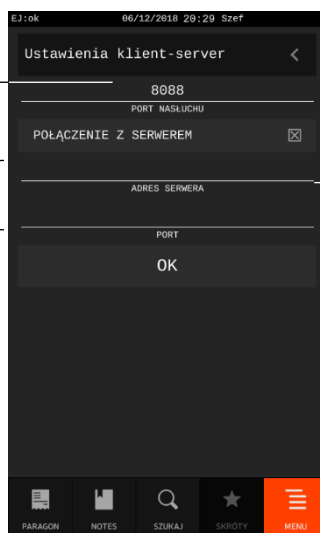 EJ:ok 06/12/2018 20:29 Szef
Ustawienia klient-server <
8088
PORT NASŁUCHU
POŁĄCZENIE Z SERWEREM
ADRES SERWERA
PORT
OK
PARAGON NOTES SZUKAJ SKRÓTY MENU